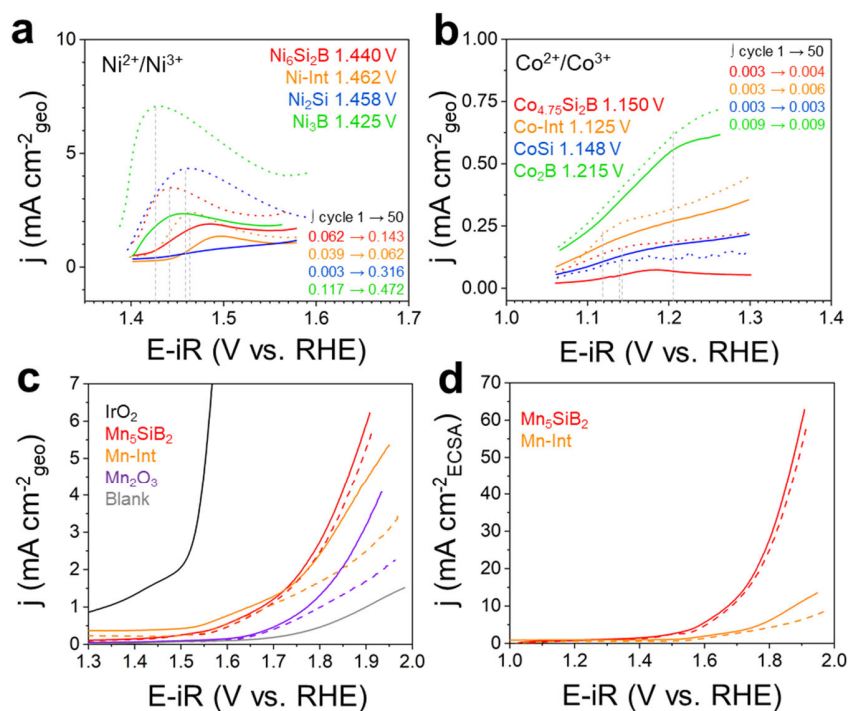 a
Ni²⁺/Ni³⁺
Ni₆Si₂B 1.440 V
Ni-Int 1.462 V
Ni₂Si 1.458 V
Ni₃B 1.425 V
∫ cycle 1 → 50
0.062 → 0.143
0.039 → 0.062
0.003 → 0.316
0.117 → 0.472
10
5
0
1.4 1.5 1.6 1.7
j (mA cm⁻²geo)
E-iR (V vs. RHE)
b
Co²⁺/Co³⁺
∫ cycle 1 → 50
0.003 → 0.004
0.003 → 0.006
0.003 → 0.003
0.009 → 0.009
Co₄.₇₅Si₂B 1.150 V
Co-Int 1.125 V
CoSi 1.148 V
Co₂B 1.215 V
1.00
0.75
0.50
0.25
0.00
1.0 1.1 1.2 1.3 1.4
j (mA cm⁻²geo)
E-iR (V vs. RHE)
c
IrO₂
Mn₅SiB₂
Mn-Int
Mn₂O₃
Blank
7
6
5
4
3
2
1
0
1.3 1.4 1.5 1.6 1.7 1.8 1.9 2.0
j (mA cm⁻²geo)
E-iR (V vs. RHE)
d
Mn₅SiB₂
Mn-Int
70
60
50
40
30
20
10
0
1.0 1.2 1.4 1.6 1.8 2.0
j (mA cm⁻²ECSA)
E-iR (V vs. RHE)